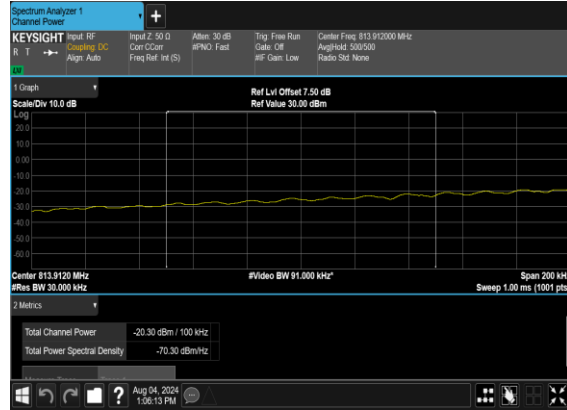 Spectrum Analyzer 1
Channel Power
+
KEYSIGHT Input: RF Input Z: 50 Ω Atten: 30 dB Trig: Free Run Center Freq: 813.912000 MHz
R T Coupling: DC Corr CCorr #PNO: Fast Gate: Off Avg|Hold: 500/500
Align: Auto Freq Ref: Int (S) #IF Gain: Low Radio Std: None
LW
1 Graph
Ref Lvl Offset 7.50 dB
Scale/Div 10.0 dB Ref Value 30.00 dBm
Log
20.0
10.0
0.00
-10.0
-20.0
-30.0
-40.0
-50.0
-60.0
Center 813.9120 MHz #Video BW 91.000 kHz* Span 200 kH
#Res BW 30.000 kHz Sweep 1.00 ms (1001 pts
2 Metrics
Total Channel Power -20.30 dBm / 100 kHz
Total Power Spectral Density -70.30 dBm/Hz
?
Aug 04, 2024
1:06:13 PM